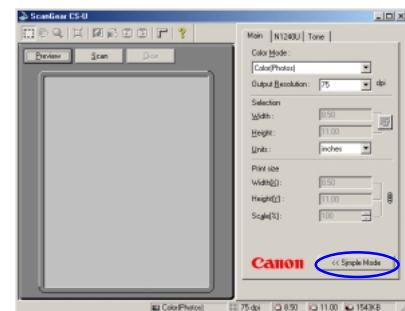 ScanGear CS-U
Preview Scan
Main N1240U Tone
Color Mode :
Color(Photos)
Output Resolution : 75 dpi
Selection
Width : 8.50
Height : 11.00
Units : inches
Print size
Width(X) : 8.50
Height(Y) : 11.00
Scale(%) : 100
Canon << Simple Mode
Color(Photos) 75 dpi 8.50 11.00 1543KB